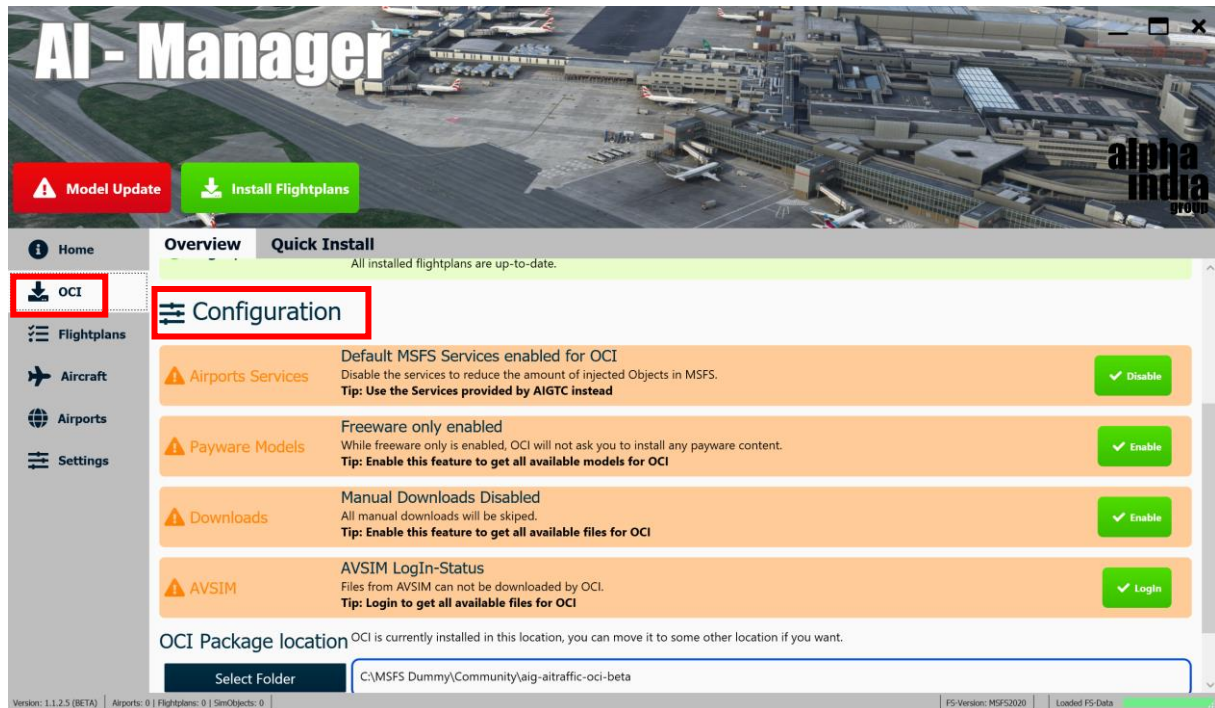 AI - Manager
alpha
india
group
Model Update
Install Flightplans
Home
Overview
Quick Install
All installed flightplans are up-to-date.
OCI
Configuration
Flightplans
Aircraft
Airports
Settings
Default MSFS Services enabled for OCI
Airports Services
Disable the services to reduce the amount of injected Objects in MSFS.
Disable
Tip: Use the Services provided by AIGTC instead
Freeware only enabled
Payware Models
While freeware only is enabled, OCI will not ask you to install any payware content.
Enable
Tip: Enable this feature to get all available models for OCI
Manual Downloads Disabled
Downloads
All manual downloads will be skiped.
Enable
Tip: Enable this feature to get all available files for OCI
AVSIM LogIn-Status
AVSIM
Files from AVSIM can not be downloaded by OCI.
LogIn
Tip: Login to get all available files for OCI
OCI Package location
OCI is currently installed in this location, you can move it to some other location if you want.
Select Folder
C:\MSFS Dummy\Community\aig-aitraffic-oci-beta
Version: 1.1.2.5 (BETA)
Airports: 0 | Flightplans: 0 | SimObjects: 0
FS-Version: MSFS2020
Loaded FS-Data